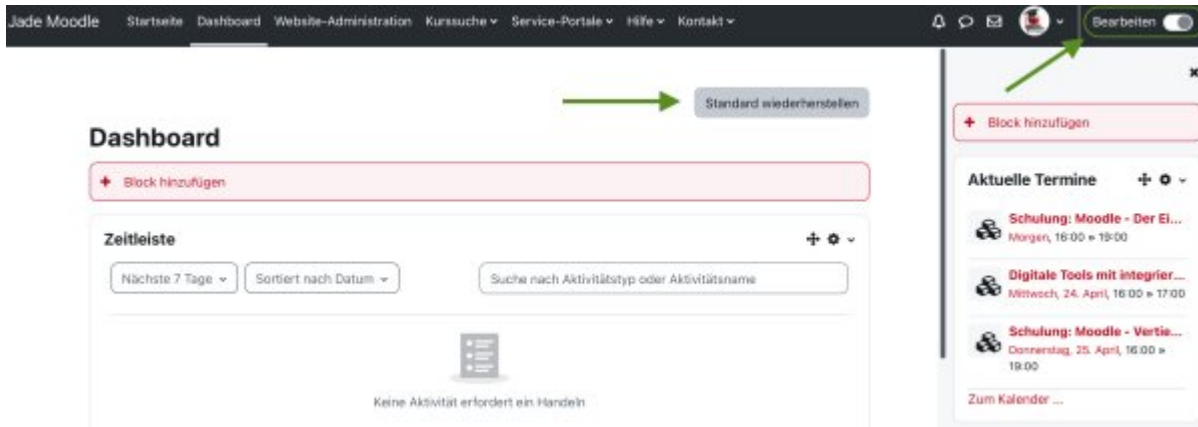 Jade Moodle Startseite Dashboard Website-Administration Kurssuche Service-Portale Hilfe Kontakt Bearbeiten
Standard wiederherstellen
Dashboard
+ Block hinzufügen
Zeitleiste
Nächste 7 Tage Sortiert nach Datum Suche nach Aktivitätstyp oder Aktivitätsname
Keine Aktivität erfordert ein Handeln
+ Block hinzufügen
Aktuelle Termine
Schulung: Moodle - Der Ei...
Morgen, 16:00 » 19:00
Digitale Tools mit integrier...
Mittwoch, 24. April, 16:00 » 17:00
Schulung: Moodle - Vertie...
Donnerstag, 25. April, 16:00 »
19:00
Zum Kalender ...